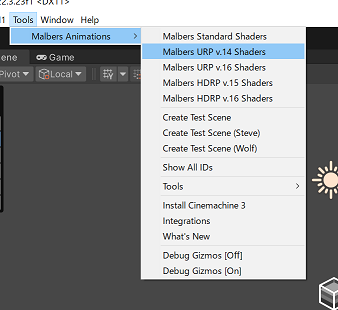 22.3.23f1 <DX11>
Tools Window Help
Malbers Animations
Malbers Standard Shaders
Malbers URP v.14 Shaders
Malbers URP v.16 Shaders
Malbers HDRP v.15 Shaders
Malbers HDRP v.16 Shaders
Create Test Scene
Create Test Scene (Steve)
Create Test Scene (Wolf)
Show All IDs
Tools
Install Cinemachine 3
Integrations
What's New
Debug Gizmos [Off]
Debug Gizmos [On]
ene Game
Pivot Local